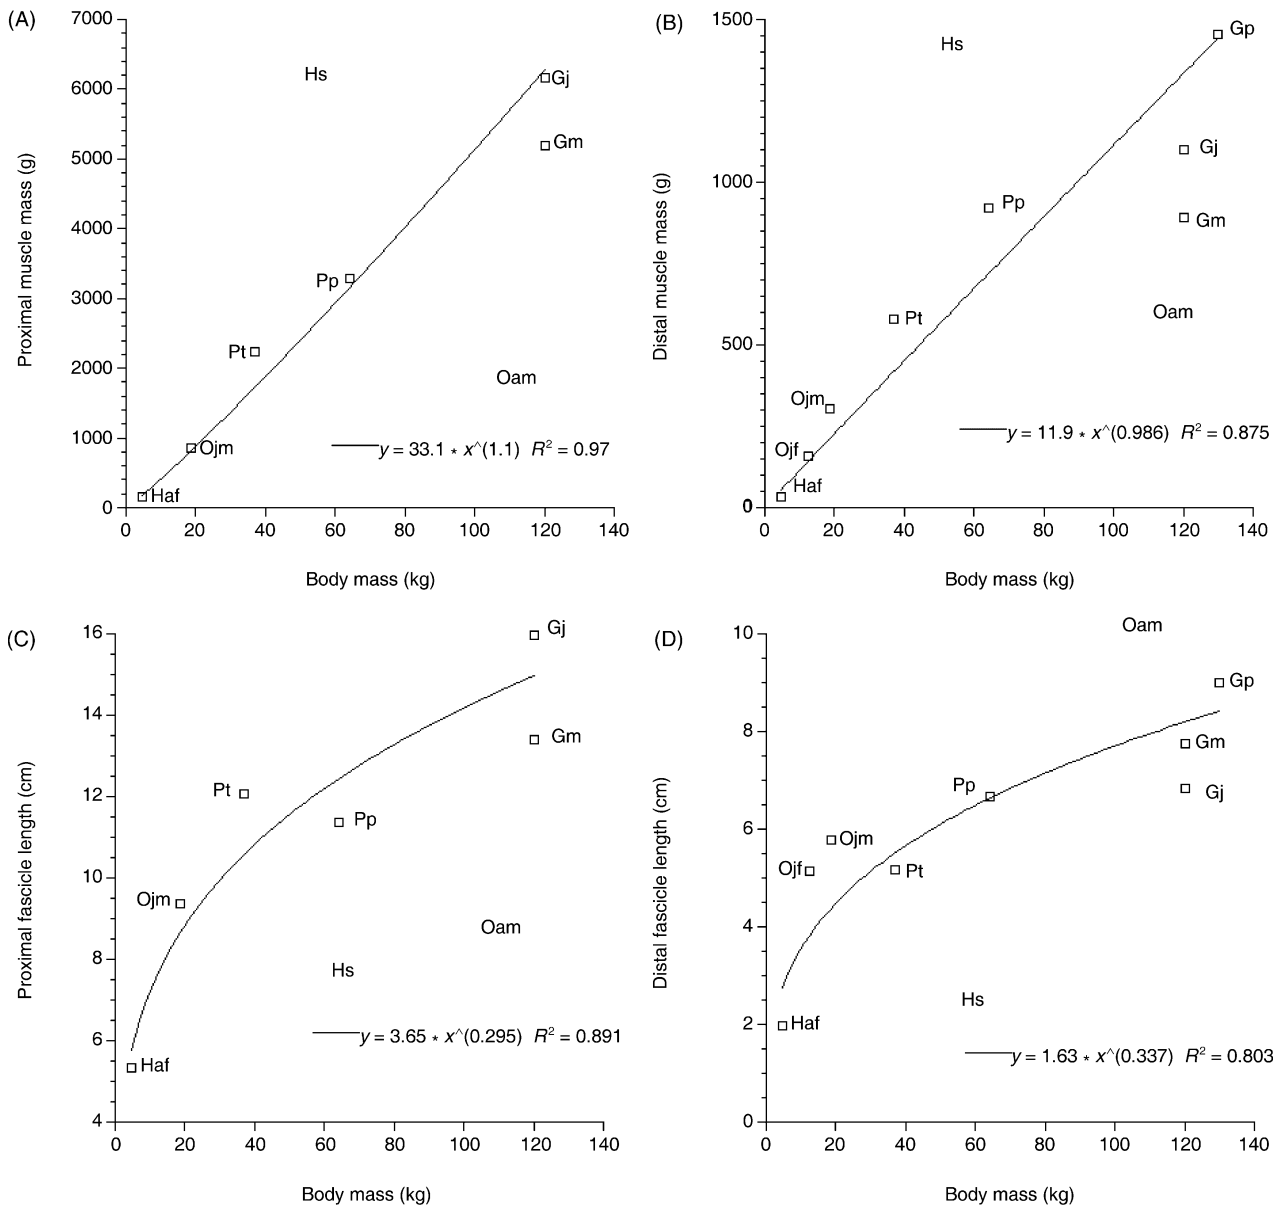 (A)
Proximal muscle mass (g)
7000
6000
5000
4000
3000
2000
1000
0
Hs
Gj
Gm
Pp
Pt
Oam
Ojm
Haf
y = 33.1 * x^(1.1) R² = 0.97
0 20 40 60 80 100 120 140
Body mass (kg)
(B)
Distal muscle mass (g)
1500
1000
500
0
Hs
Gp
Gj
Gm
Pp
Oam
Pt
Ojm
Ojf
Haf
y = 11.9 * x^(0.986) R² = 0.875
0 20 40 60 80 100 120 140
Body mass (kg)
(C)
Proximal fascicle length (cm)
16
14
12
10
8
6
4
Gj
Gm
Pt
Pp
Ojm
Oam
Hs
Haf
y = 3.65 * x^(0.295) R² = 0.891
0 20 40 60 80 100 120 140
Body mass (kg)
(D)
Distal fascicle length (cm)
10
8
6
4
2
0
Oam
Gp
Gm
Gj
Pp
Ojm
Ojf
Pt
Hs
Haf
y = 1.63 * x^(0.337) R² = 0.803
0 20 40 60 80 100 120 140
Body mass (kg)